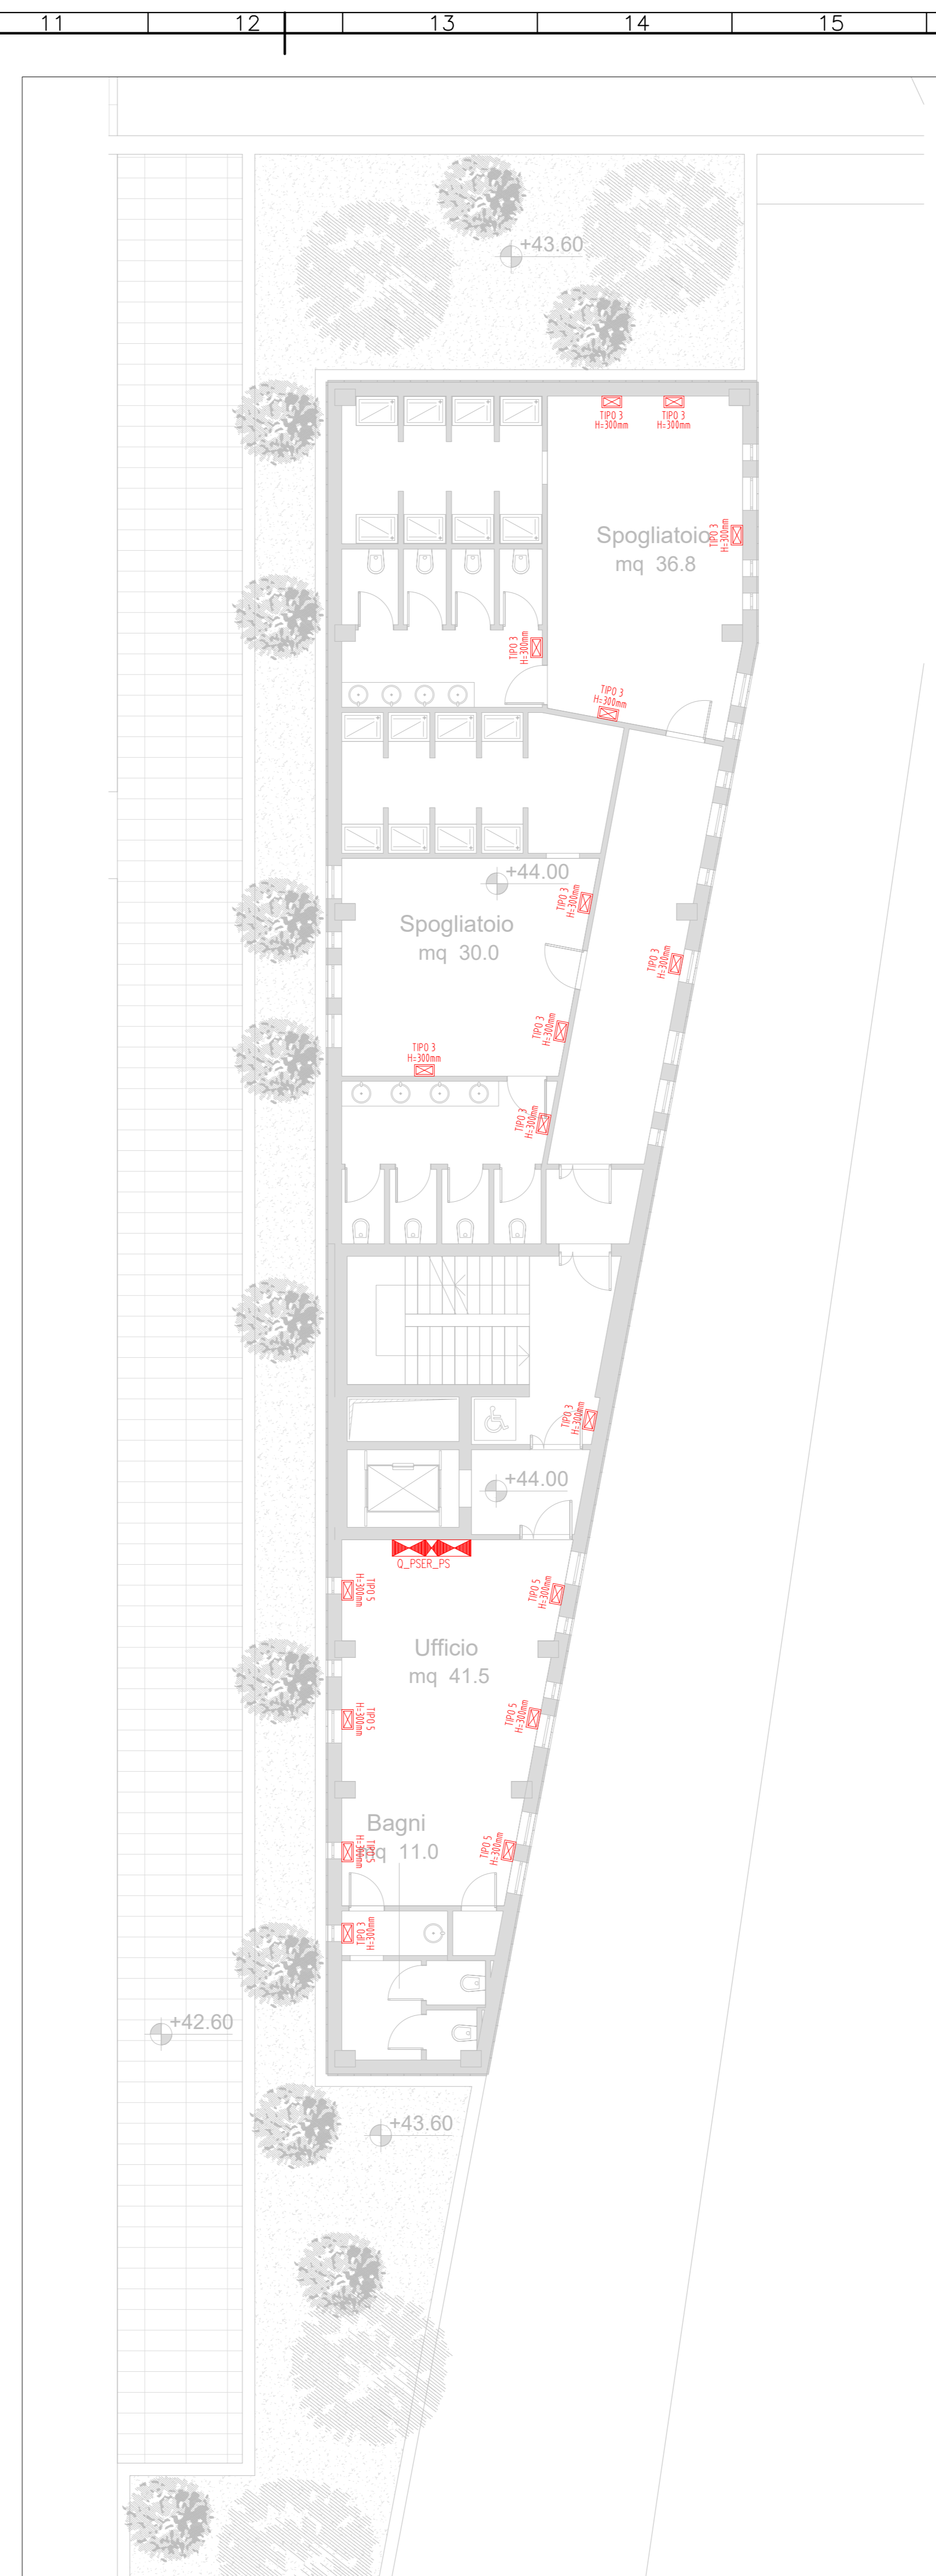 11 12 13 14 15
+43.60
TIPO 3
H=300mm
TIPO 3
H=300mm
Spogliatoio
mq 36.8
TIPO 3
H=300mm
TIPO 3
H=300mm
TIPO 3
H=300mm
+44.00
TIPO 3
H=300mm
Spogliatoio
mq 30.0
TIPO 3
H=300mm
TIPO 3
H=300mm
TIPO 3
H=300mm
TIPO 3
H=300mm
TIPO 3
H=300mm
+44.00
Q_PSER_PS
TIPO 5
H=300mm
TIPO 5
H=300mm
Ufficio
mq 41.5
TIPO 5
H=300mm
TIPO 5
H=300mm
Bagni
mq 11.0
TIPO 5
H=300mm
TIPO 5
H=300mm
TIPO 3
H=300mm
+42.60
+43.60